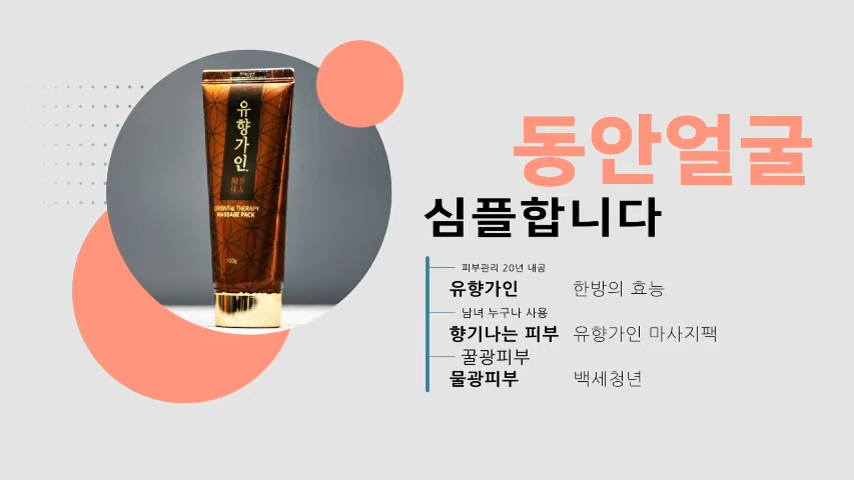 유향가인
ORIENTAL THERAPY
MASSAGE PACK
120g
동안얼굴
심플합니다
피부관리 20년 내공
유향가인 한방의 효능
남녀 누구나 사용
향기나는 피부 유향가인 마사지팩
꿀광피부
물광피부 백세청년